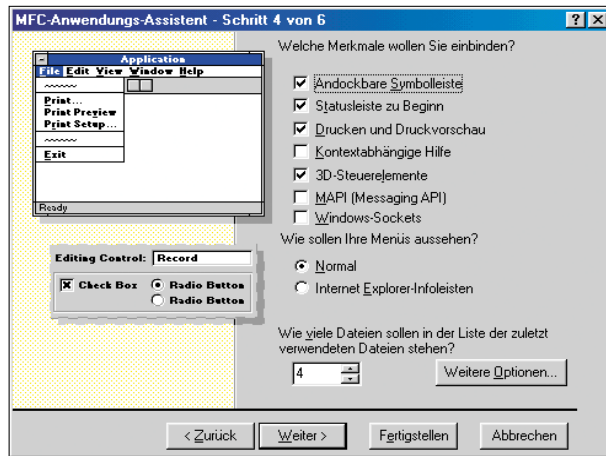 MFC-Anwendungs-Assistent - Schritt 4 von 6
Application
File Edit View Window Help
Print...
Print Preview
Print Setup...
Exit
Ready
Editing Control: Record
Check Box
Radio Button
Radio Button
Welche Merkmale wollen Sie einbinden?
Andockbare Symbolleiste
Statusleiste zu Beginn
Drucken und Druckvorschau
Kontextabhängige Hilfe
3D-Steuerelemente
MAPI (Messaging API)
Windows-Sockets
Wie sollen Ihre Menüs aussehen?
Normal
Internet Explorer-Infoleisten
Wie viele Dateien sollen in der Liste der zuletzt
verwendeten Dateien stehen?
4
Weitere Optionen...
< Zurück
Weiter >
Fertigstellen
Abbrechen